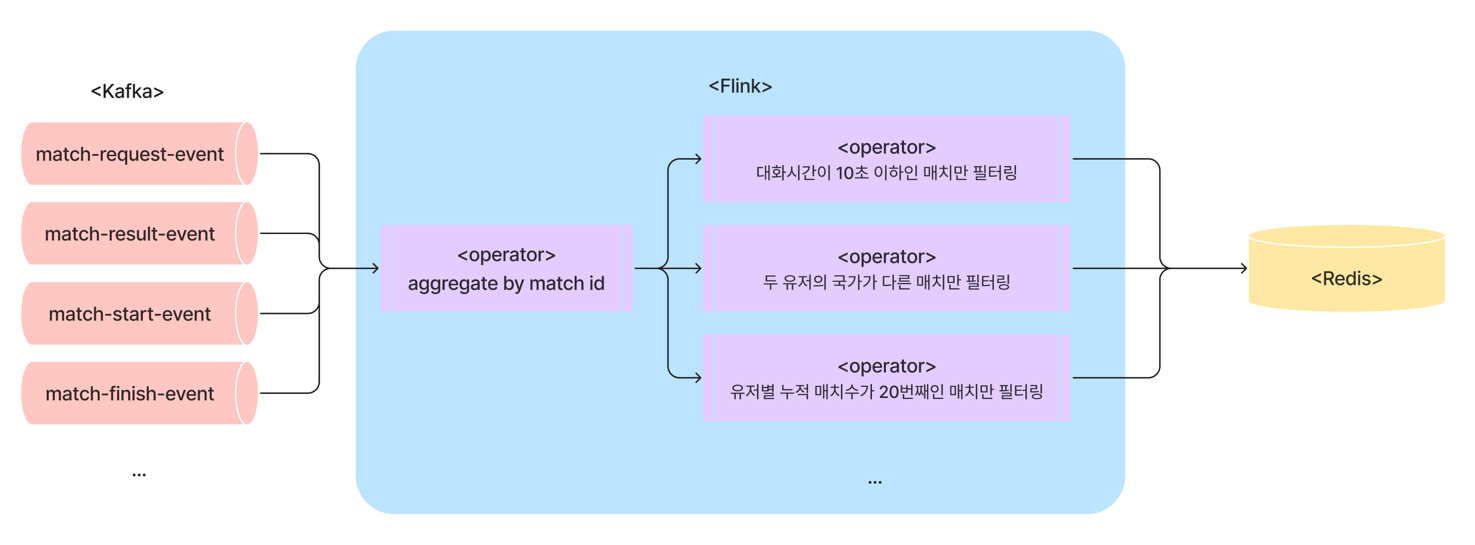 <Kafka>
match-request-event
match-result-event
match-start-event
match-finish-event
...
<Flink>
<operator>
aggregate by match id
<operator>
대화시간이 10초 이하인 매치만 필터링
<operator>
두 유저의 국가가 다른 매치만 필터링
<operator>
유저별 누적 매치수가 20번째인 매치만 필터링
...
<Redis>